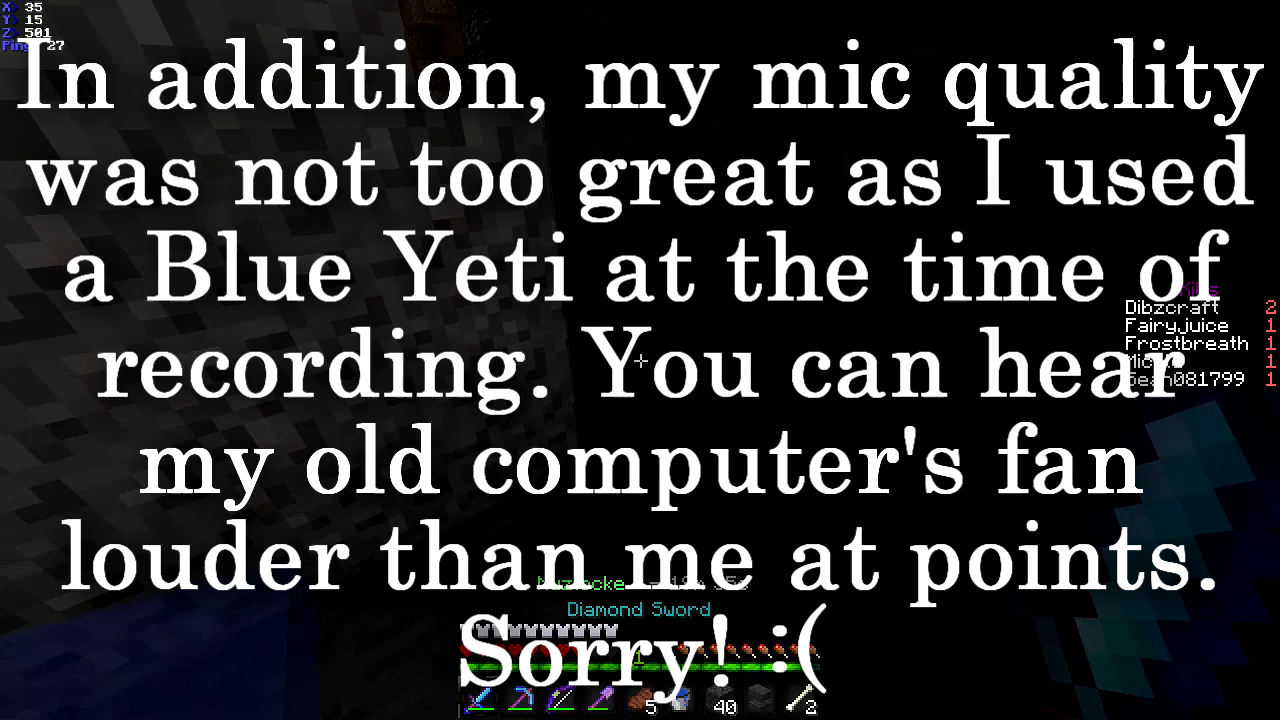 X: 35
Y: 15
Z: 501
Ping: 27
In addition, my mic quality
was not too great as I used
a Blue Yeti at the time of
recording. You can hear
my old computer's fan
louder than me at points.
Sorry! :(
Kills
Dibzcraft 2
Fairyjuice 1
Frostbreath 1
1
Sean081799 1
Diamond Sword
1
5
40
2